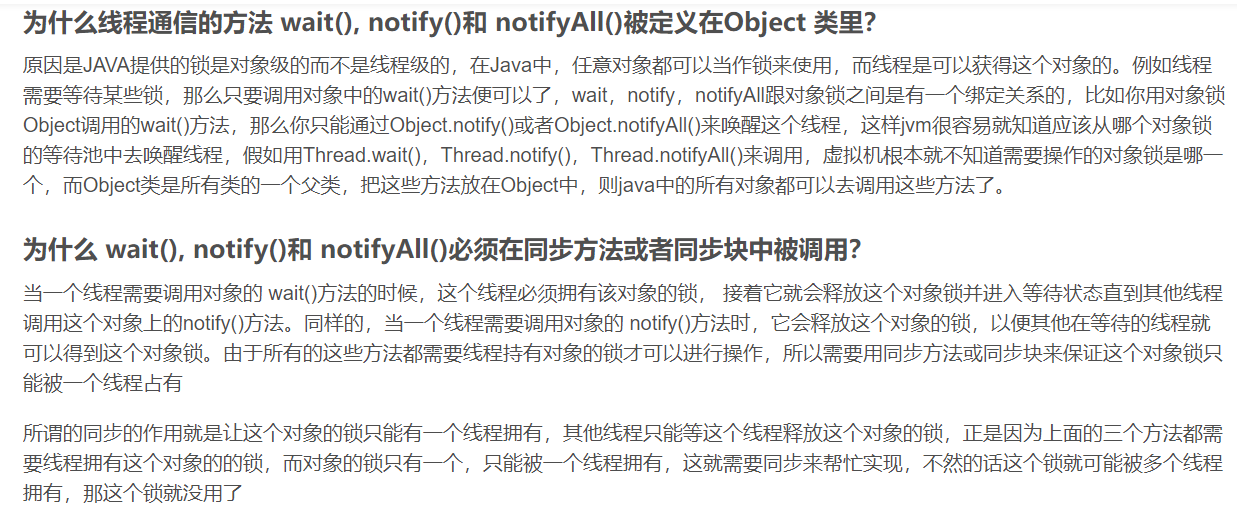 为什么线程通信的方法 wait(), notify()和 notifyAll()被定义在Object 类里?
原因是JAVA提供的锁是对象级的而不是线程级的，在Java中，任意对象都可以当作锁来使用，而线程是可以获得这个对象的。例如线程
需要等待某些锁，那么只要调用对象中的wait()方法便可以了，wait，notify，notifyAll跟对象锁之间是有一个绑定关系的，比如你用对象锁
Object调用的wait()方法，那么你只能通过Object.notify()或者Object.notifyAll()来唤醒这个线程，这样jvm很容易就知道应该从哪个对象锁
的等待池中去唤醒线程，假如用Thread.wait()，Thread.notify()，Thread.notifyAll()来调用，虚拟机根本就不知道需要操作的对象锁是哪一
个，而Object类是所有类的一个父类，把这些方法放在Object中，则java中的所有对象都可以去调用这些方法了。
为什么 wait(), notify()和 notifyAll()必须在同步方法或者同步块中被调用?
当一个线程需要调用对象的 wait()方法的时候，这个线程必须拥有该对象的锁， 接着它就会释放这个对象锁并进入等待状态直到其他线程
调用这个对象上的notify()方法。同样的，当一个线程需要调用对象的 notify()方法时，它会释放这个对象的锁，以便其他在等待的线程就
可以得到这个对象锁。由于所有的这些方法都需要线程持有对象的锁才可以进行操作，所以需要用同步方法或同步块来保证这个对象锁只
能被一个线程占有
所谓的同步的作用就是让这个对象的锁只能有一个线程拥有，其他线程只能等这个线程释放这个对象的锁，正是因为上面的三个方法都需
要线程拥有这个对象的的锁，而对象的锁只有一个，只能被一个线程拥有，这就需要同步来帮忙实现，不然的话这个锁就可能被多个线程
拥有，那这个锁就没用了